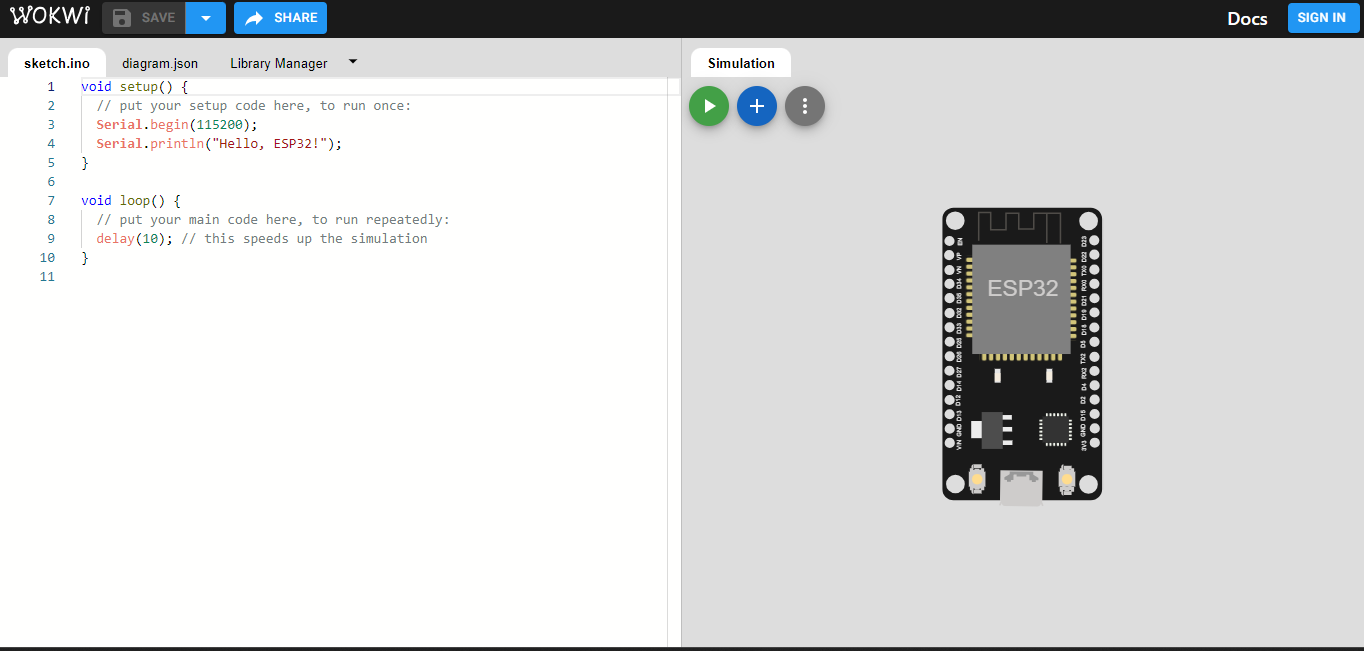 WOKWI SAVE SHARE Docs SIGN IN
sketch.ino diagram.json Library Manager Simulation
1 void setup() {
2 // put your setup code here, to run once:
3 Serial.begin(115200);
4 Serial.println("Hello, ESP32!");
5 }
6
7 void loop() {
8 // put your main code here, to run repeatedly:
9 delay(10); // this speeds up the simulation
10 }
11
ESP32
EN
VP
VN
D34
D35
D32
D33
D25
D26
D27
D14
D12
D13
GND
VIN
D23
D22
TX0
RX0
D21
D19
D18
D5
TX2
RX2
D4
D2
D15
GND
3V3